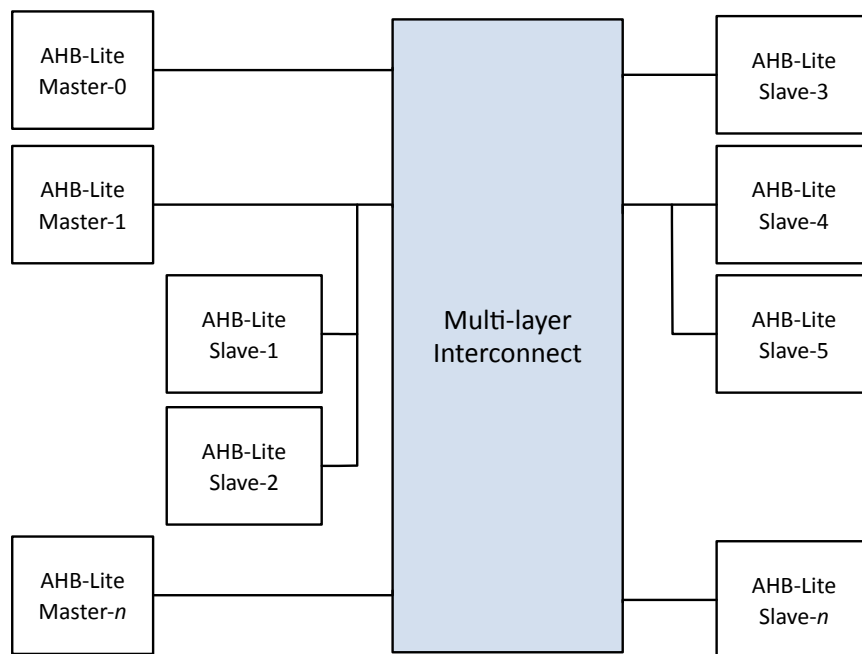 AHB-Lite
Master-0
AHB-Lite
Master-1
AHB-Lite
Slave-1
AHB-Lite
Slave-2
AHB-Lite
Master-n
Multi-layer
Interconnect
AHB-Lite
Slave-3
AHB-Lite
Slave-4
AHB-Lite
Slave-5
AHB-Lite
Slave-n